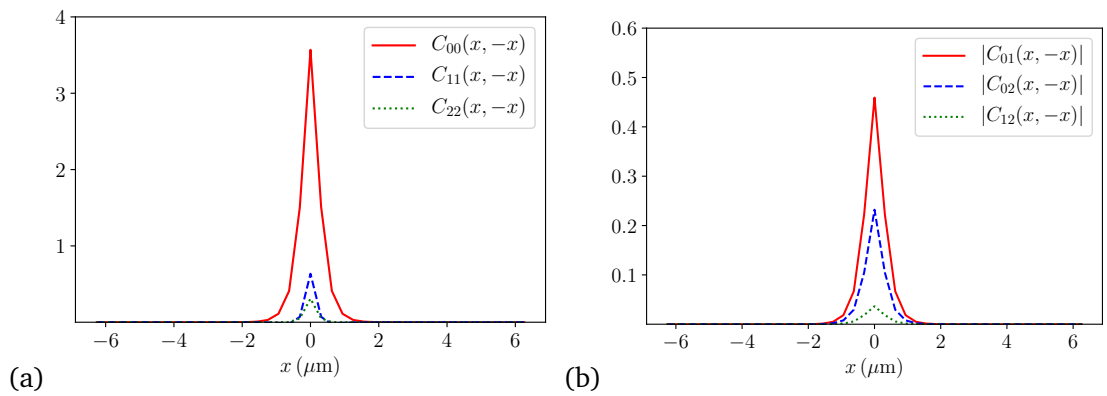 4
3
2
1
−6 −4 −2 0 2 4 6
x (μm)
C₀₀(x, −x)
C₁₁(x, −x)
C₂₂(x, −x)
(a)
0.6
0.5
0.4
0.3
0.2
0.1
−6 −4 −2 0 2 4 6
x (μm)
|C₀₁(x, −x)|
|C₀₂(x, −x)|
|C₁₂(x, −x)|
(b)